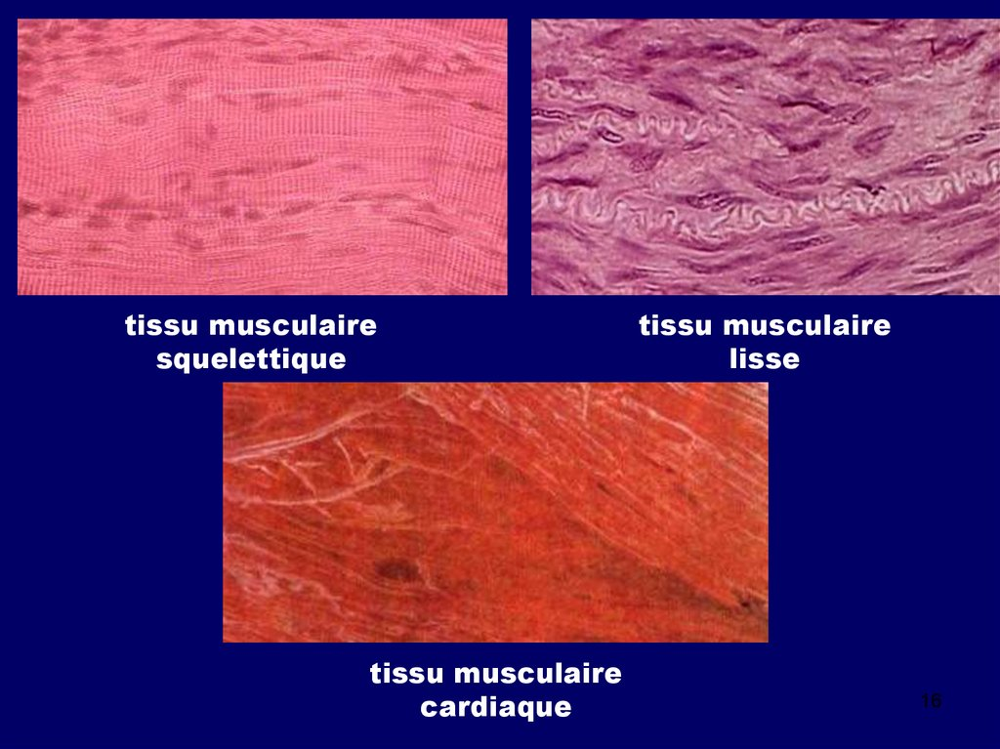 tissu musculaire
squelettique
tissu musculaire
lisse
tissu musculaire
cardiaque
16